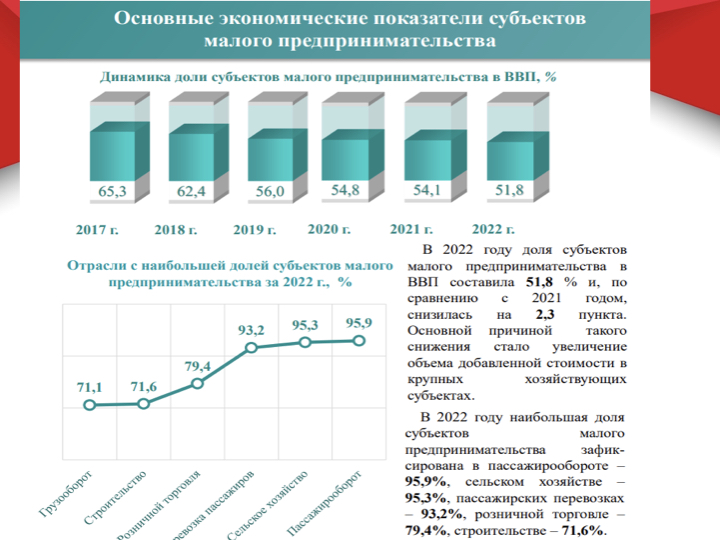 Основные экономические показатели субъектов
малого предпринимательства
Динамика доли субъектов малого предпринимательства в ВВП, %
65,3 62,4 56,0 54,8 54,1 51,8
2017 г. 2018 г. 2019 г. 2020 г. 2021 г. 2022 г.
Отрасли с наибольшей долей субъектов малого
предпринимательства за 2022 г., %
71,1 71,6 79,4 93,2 95,3 95,9
Грузооборот
Строительство
Розничной торговля
пассажиров
Сельское хозяйство
Пассажирооборот
В 2022 году доля субъектов
малого предпринимательства в
ВВП составила 51,8 % и, по
сравнению с 2021 годом,
снизилась на 2,3 пункта.
Основной причиной такого
снижения стало увеличение
объема добавленной стоимости в
крупных хозяйствующих
субъектах.
В 2022 году наибольшая доля
субъектов малого
предпринимательства зафик-
сирована в пассажирообороте –
95,9%, сельском хозяйстве –
95,3%, пассажирских перевозках
– 93,2%, розничной торговле –
79,4%, строительстве – 71,6%.